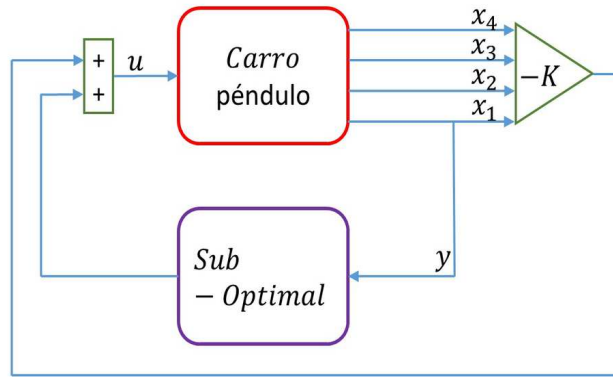 +
+
u
Carro
péndulo
x4
x3
x2
x1
−K
y
Sub
− Optimal